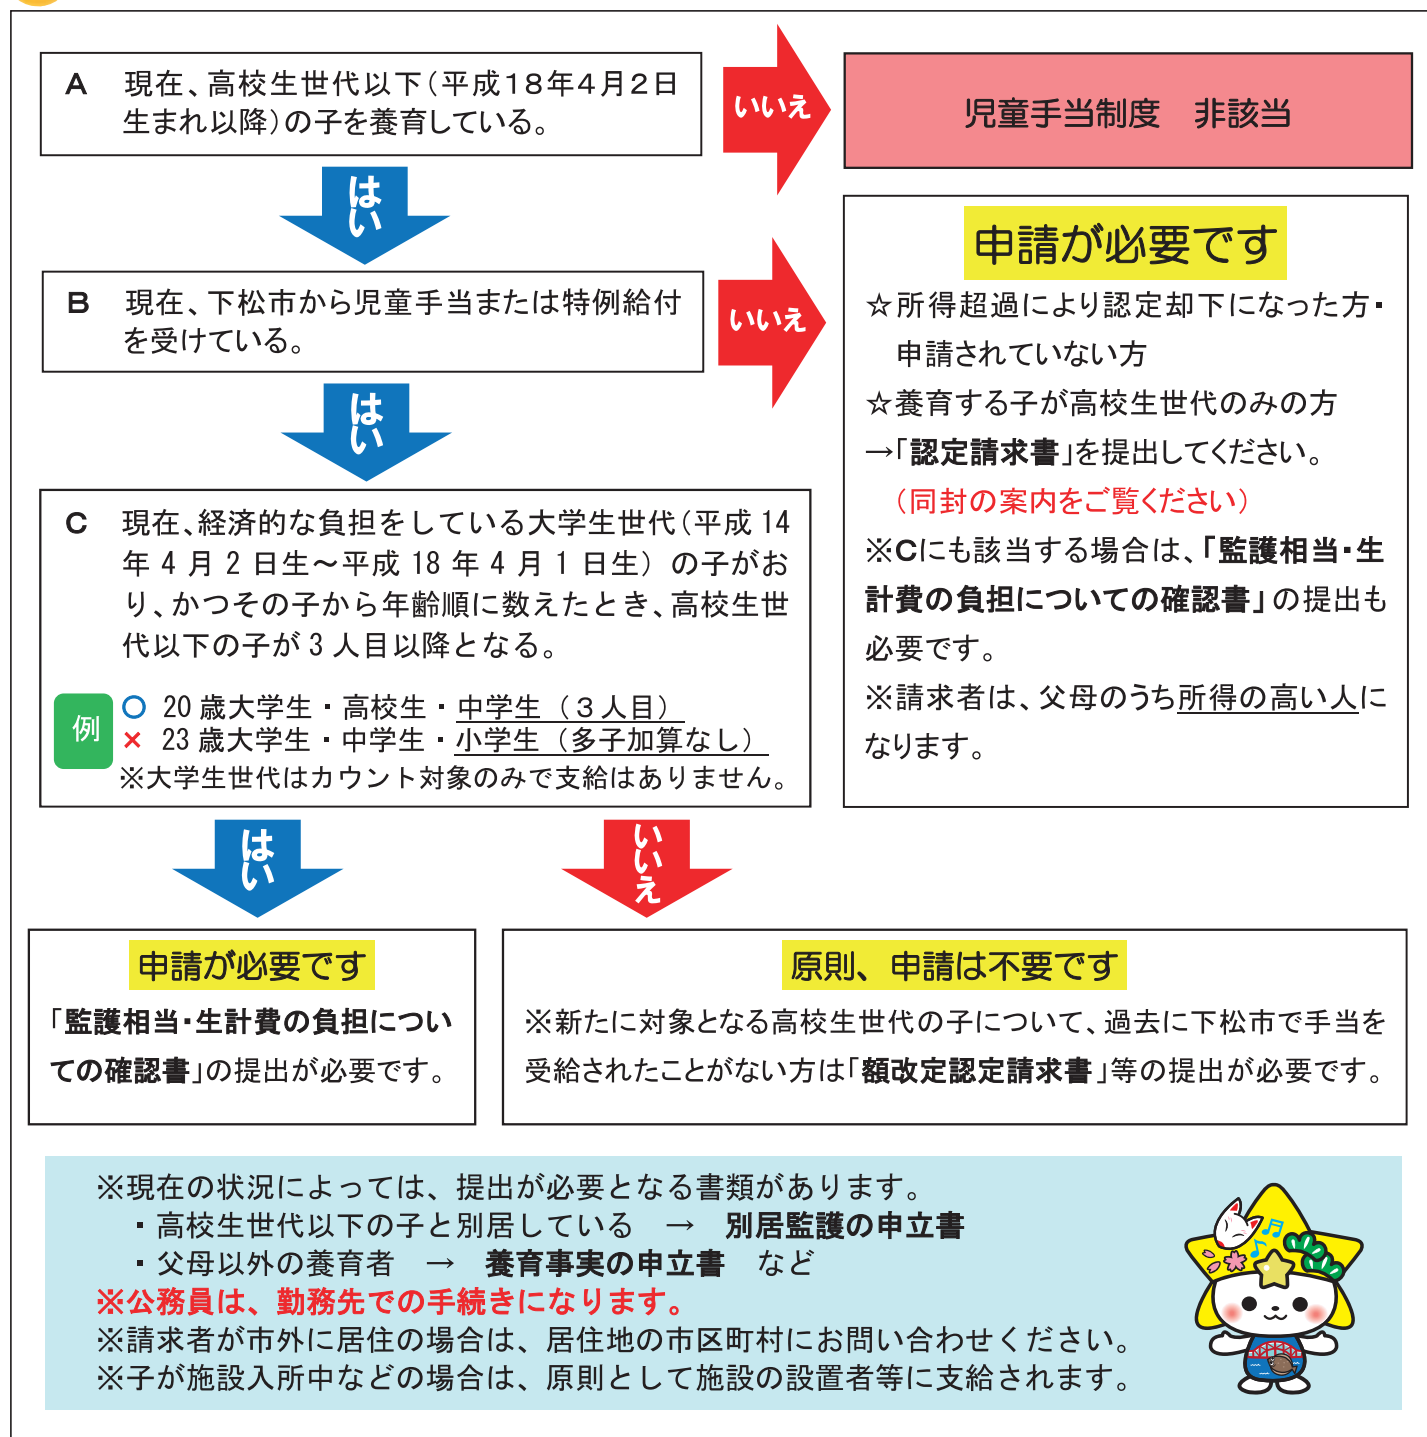 A 現在、高校生世代以下（平成１８年４月２日
生まれ以降）の子を養育している。
いいえ
児童手当制度　非該当
はい
B 現在、下松市から児童手当または特例給付
を受けている。
いいえ
申請が必要です
☆所得超過により認定却下になった方・
申請されていない方
☆養育する子が高校生世代のみの方
→「認定請求書」を提出してください。
（同封の案内をご覧ください）
※Cにも該当する場合は、「監護相当・生
計費の負担についての確認書」の提出も
必要です。
※請求者は、父母のうち所得の高い人に
なります。
はい
C 現在、経済的な負担をしている大学生世代（平成 14
年 4 月 2 日生～平成 18 年 4 月 1 日生）の子がお
り、かつその子から年齢順に数えたとき、高校生世
代以下の子が 3 人目以降となる。
例
○ 20 歳大学生・高校生・中学生（３人目）
× 23 歳大学生・中学生・小学生（多子加算なし）
※大学生世代はカウント対象のみで支給はありません。
はい
いいえ
申請が必要です
「監護相当・生計費の負担につい
ての確認書」の提出が必要です。
原則、申請は不要です
※新たに対象となる高校生世代の子について、過去に下松市で手当を
受給されたことがない方は「額改定認定請求書」等の提出が必要です。
※現在の状況によっては、提出が必要となる書類があります。
・高校生世代以下の子と別居している　→　別居監護の申立書
・父母以外の養育者　→　養育事実の申立書　など
※公務員は、勤務先での手続きになります。
※請求者が市外に居住の場合は、居住地の市区町村にお問い合わせください。
※子が施設入所中などの場合は、原則として施設の設置者等に支給されます。